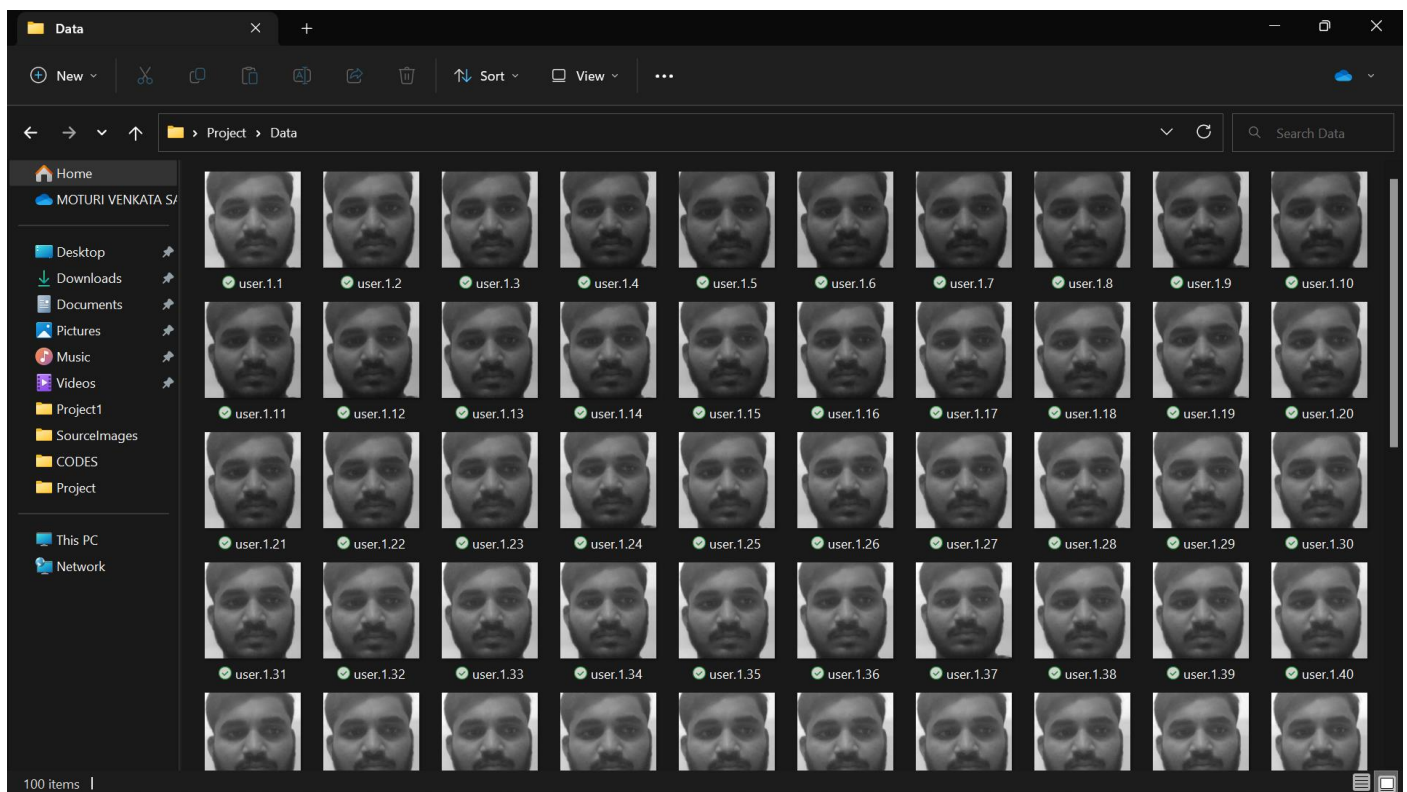 Data
New
Sort
View
Project > Data
Search Data
Home
MOTURI VENKATA SA
Desktop
Downloads
Documents
Pictures
Music
Videos
Project1
SourceImages
CODES
Project
This PC
Network
user.1.1 user.1.2 user.1.3 user.1.4 user.1.5 user.1.6 user.1.7 user.1.8 user.1.9 user.1.10
user.1.11 user.1.12 user.1.13 user.1.14 user.1.15 user.1.16 user.1.17 user.1.18 user.1.19 user.1.20
user.1.21 user.1.22 user.1.23 user.1.24 user.1.25 user.1.26 user.1.27 user.1.28 user.1.29 user.1.30
user.1.31 user.1.32 user.1.33 user.1.34 user.1.35 user.1.36 user.1.37 user.1.38 user.1.39 user.1.40
100 items